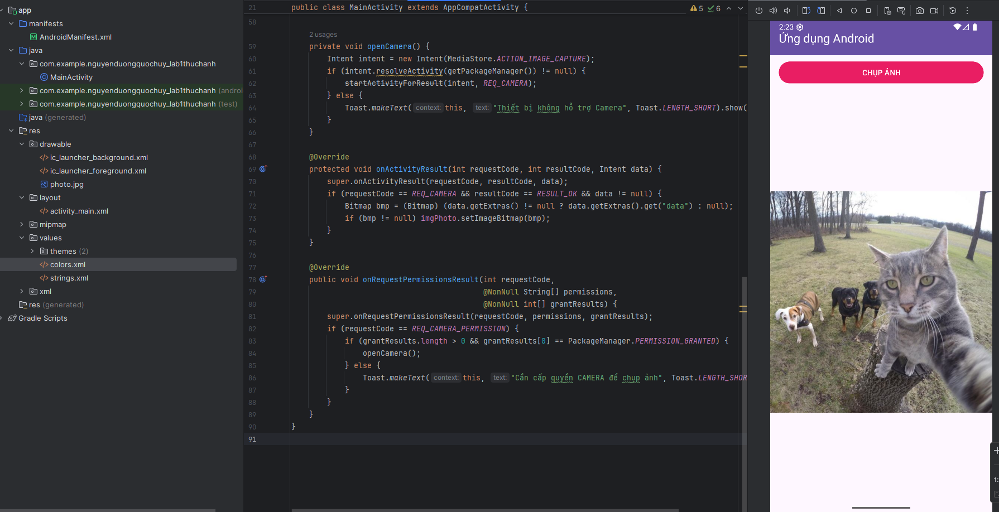 app
manifests
AndroidManifest.xml
java
com.example.nguyenduongquochuy_lab1thuchanh
MainActivity
com.example.nguyenduongquochuy_lab1thuchanh (androi
com.example.nguyenduongquochuy_lab1thuchanh (test)
java (generated)
res
drawable
ic_launcher_background.xml
ic_launcher_foreground.xml
photo.jpg
layout
activity_main.xml
mipmap
values
themes (2)
colors.xml
strings.xml
xml
res (generated)
Gradle Scripts
21 public class MainActivity extends AppCompatActivity {
5 6
58
2 usages
59 private void openCamera() {
60 Intent intent = new Intent(MediaStore.ACTION_IMAGE_CAPTURE);
61 if (intent.resolveActivity(getPackageManager()) != null) {
62 startActivityForResult(intent, REQ_CAMERA);
63 } else {
64 Toast.makeText( context: this, text: "Thiết bị không hỗ trợ Camera", Toast.LENGTH_SHORT).show(
65 }
66 }
67
68 @Override
69 protected void onActivityResult(int requestCode, int resultCode, Intent data) {
70 super.onActivityResult(requestCode, resultCode, data);
71 if (requestCode == REQ_CAMERA && resultCode == RESULT_OK && data != null) {
72 Bitmap bmp = (Bitmap) (data.getExtras() != null ? data.getExtras().get("data") : null);
73 if (bmp != null) imgPhoto.setImageBitmap(bmp);
74 }
75 }
76
77 @Override
78 public void onRequestPermissionsResult(int requestCode,
79 @NonNull String[] permissions,
80 @NonNull int[] grantResults) {
81 super.onRequestPermissionsResult(requestCode, permissions, grantResults);
82 if (requestCode == REQ_CAMERA_PERMISSION) {
83 if (grantResults.length > 0 && grantResults[0] == PackageManager.PERMISSION_GRANTED) {
84 openCamera();
85 } else {
86 Toast.makeText( context: this, text: "Cần cấp quyền CAMERA để chụp ảnh", Toast.LENGTH_SHOR
87 }
88 }
89 }
90 }
91
2:23
Ứng dụng Android
CHỤP ẢNH
1: